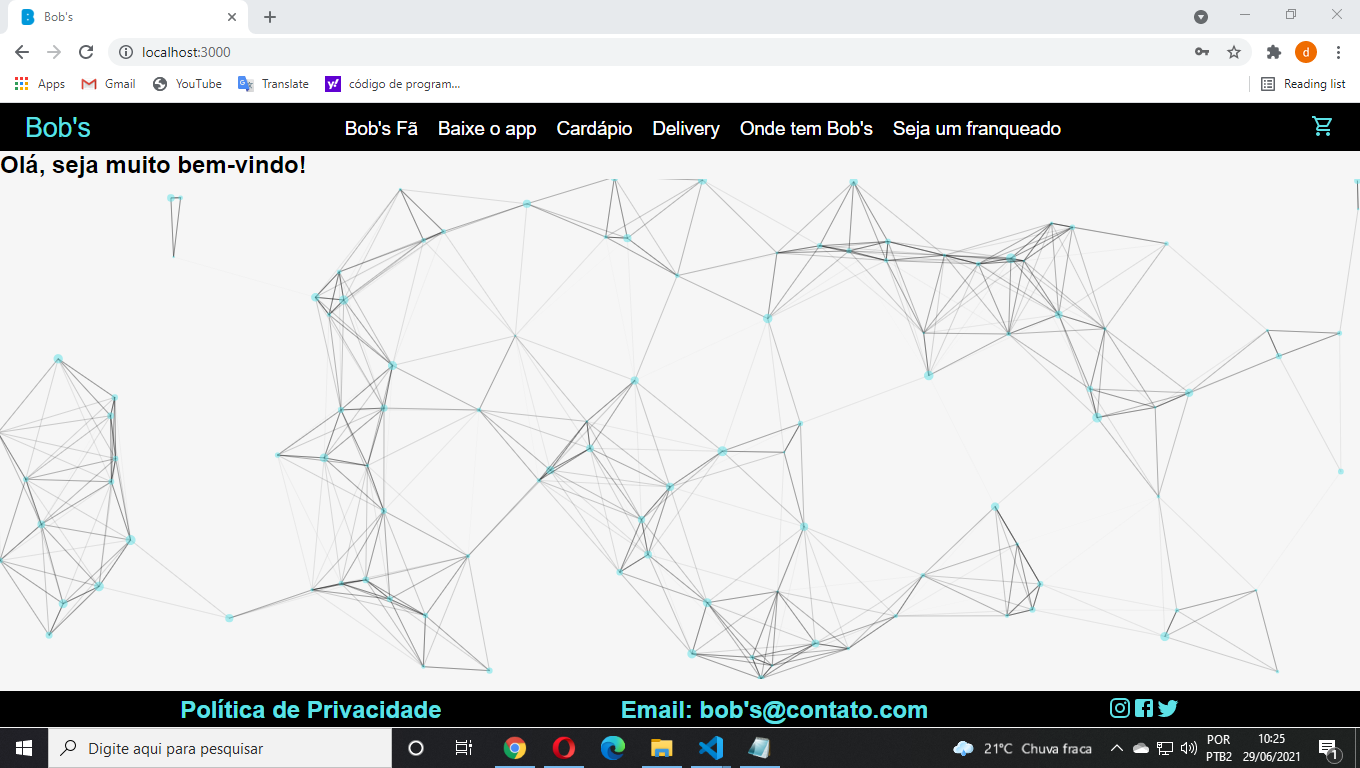 Bob's
localhost:3000
d
Apps Gmail YouTube Translate código de program... Reading list
Bob's Bob's Fã Baixe o app Cardápio Delivery Onde tem Bob's Seja um franqueado
Olá, seja muito bem-vindo!
Política de Privacidade Email: bob's@contato.com
Digite aqui para pesquisar 21°C Chuva fraca POR 10:25
PTB2 29/06/2021 1